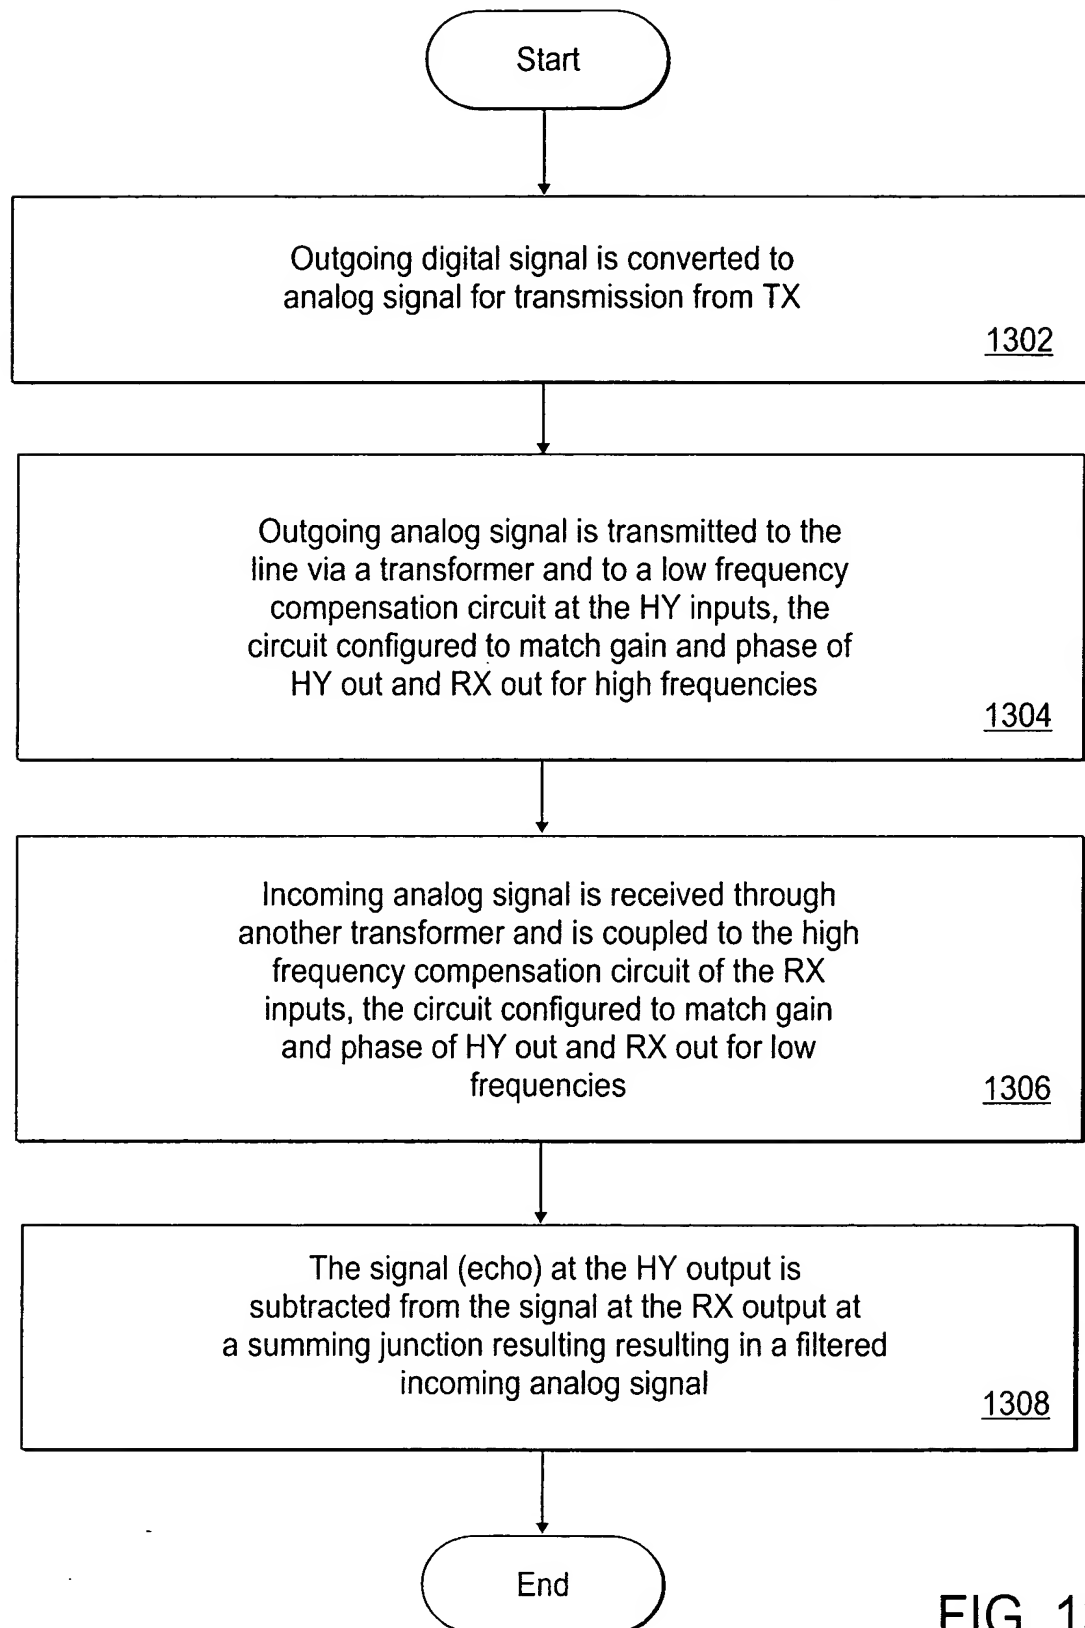 Start
Outgoing digital signal is converted to
analog signal for transmission from TX
1302
Outgoing analog signal is transmitted to the
line via a transformer and to a low frequency
compensation circuit at the HY inputs, the
circuit configured to match gain and phase of
HY out and RX out for high frequencies
1304
Incoming analog signal is received through
another transformer and is coupled to the high
frequency compensation circuit of the RX
inputs, the circuit configured to match gain
and phase of HY out and RX out for low
frequencies
1306
The signal (echo) at the HY output is
subtracted from the signal at the RX output at
a summing junction resulting resulting in a filtered
incoming analog signal
1308
End
FIG. 1